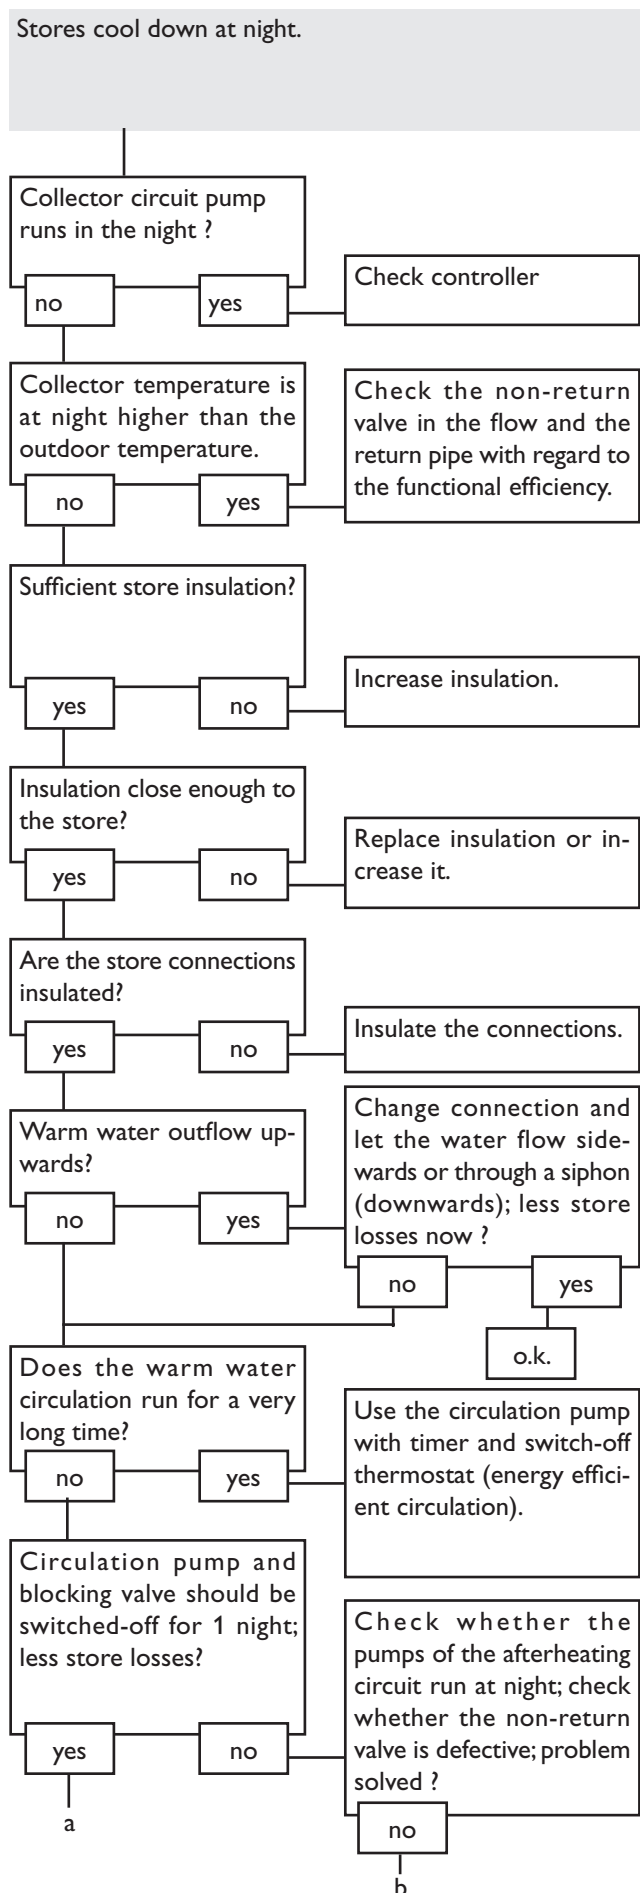 Stores cool down at night.
Collector circuit pump
runs in the night ?
no
yes
Check controller
Collector temperature is
at night higher than the
outdoor temperature.
no
yes
Check the non-return
valve in the flow and the
return pipe with regard to
the functional efficiency.
Sufficient store insulation?
yes
no
Increase insulation.
Insulation close enough to
the store?
yes
no
Replace insulation or in-
crease it.
Are the store connections
insulated?
yes
no
Insulate the connections.
Warm water outflow up-
wards?
no
yes
Change connection and
let the water flow side-
wards or through a siphon
(downwards); less store
losses now ?
no
yes
o.k.
Does the warm water
circulation run for a very
long time?
no
yes
Use the circulation pump
with timer and switch-off
thermostat (energy effici-
ent circulation).
Circulation pump and
blocking valve should be
switched-off for 1 night;
less store losses?
yes
no
a
Check whether the
pumps of the afterheating
circuit run at night; check
whether the non-return
valve is defective; problem
solved ?
no
b